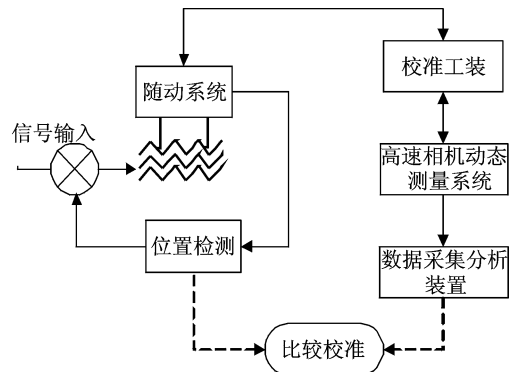 校准工装
随动系统
信号输入
高速相机动态
测量系统
位置检测
数据采集分析
装置
比较校准